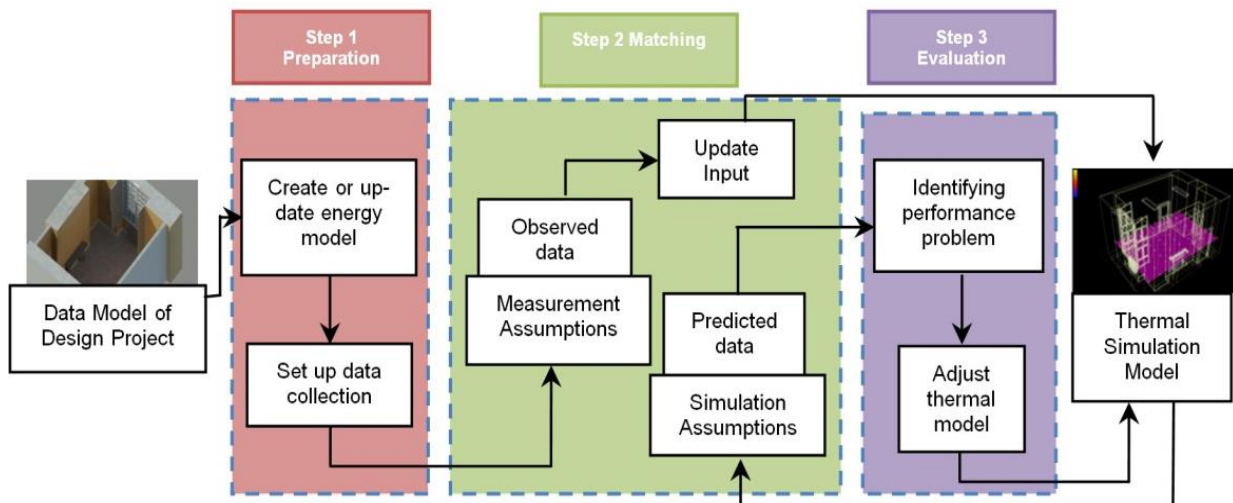 Step 1
Preparation
Step 2 Matching
Step 3
Evaluation
Data Model of
Design Project
Create or up-
date energy
model
Set up data
collection
Observed
data
Measurement
Assumptions
Update
Input
Predicted
data
Simulation
Assumptions
Identifying
performance
problem
Adjust
thermal
model
Thermal
Simulation
Model